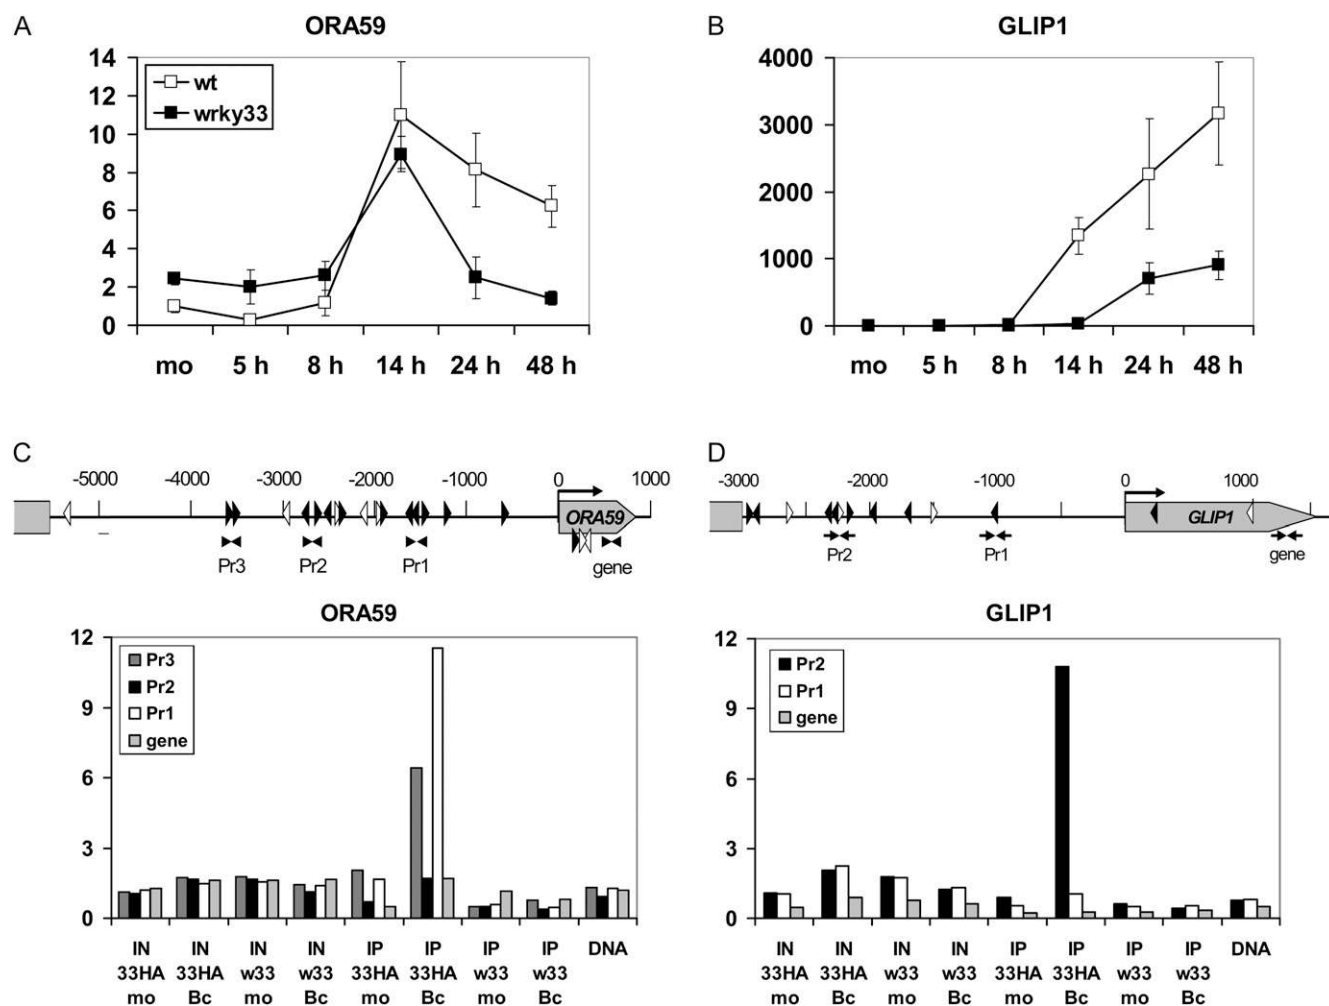 A
ORA59
14
12
10
8
6
4
2
0
wt
wrky33
mo 5 h 8 h 14 h 24 h 48 h
B
GLIP1
4000
3000
2000
1000
0
mo 5 h 8 h 14 h 24 h 48 h
C
-5000 -4000 -3000 -2000 -1000 0 1000
ORA59
Pr3 Pr2 Pr1 gene
ORA59
12
9
6
3
0
Pr3
Pr2
Pr1
gene
IN IN IN IN IP IP IP IP DNA
33HA 33HA w33 w33 33HA 33HA w33 w33
mo Bc mo Bc mo Bc mo Bc
D
-3000 -2000 -1000 0 1000
GLIP1
Pr2 Pr1 gene
GLIP1
12
9
6
3
0
Pr2
Pr1
gene
IN IN IN IN IP IP IP IP DNA
33HA 33HA w33 w33 33HA 33HA w33 w33
mo Bc mo Bc mo Bc mo Bc